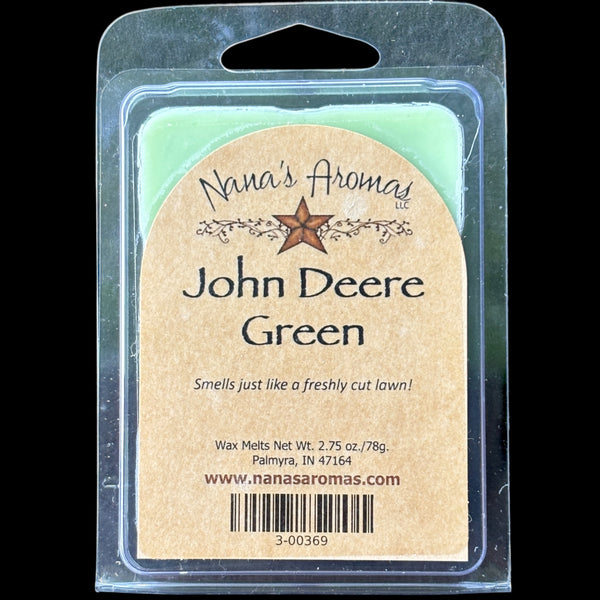 Nana's Aromas
LLC
John Deere
Green
Smells just like a freshly cut lawn!
Wax Melts Net Wt. 2.75 oz./78g.
Palmyra, IN 47164
www.nanasaromas.com
3-00369